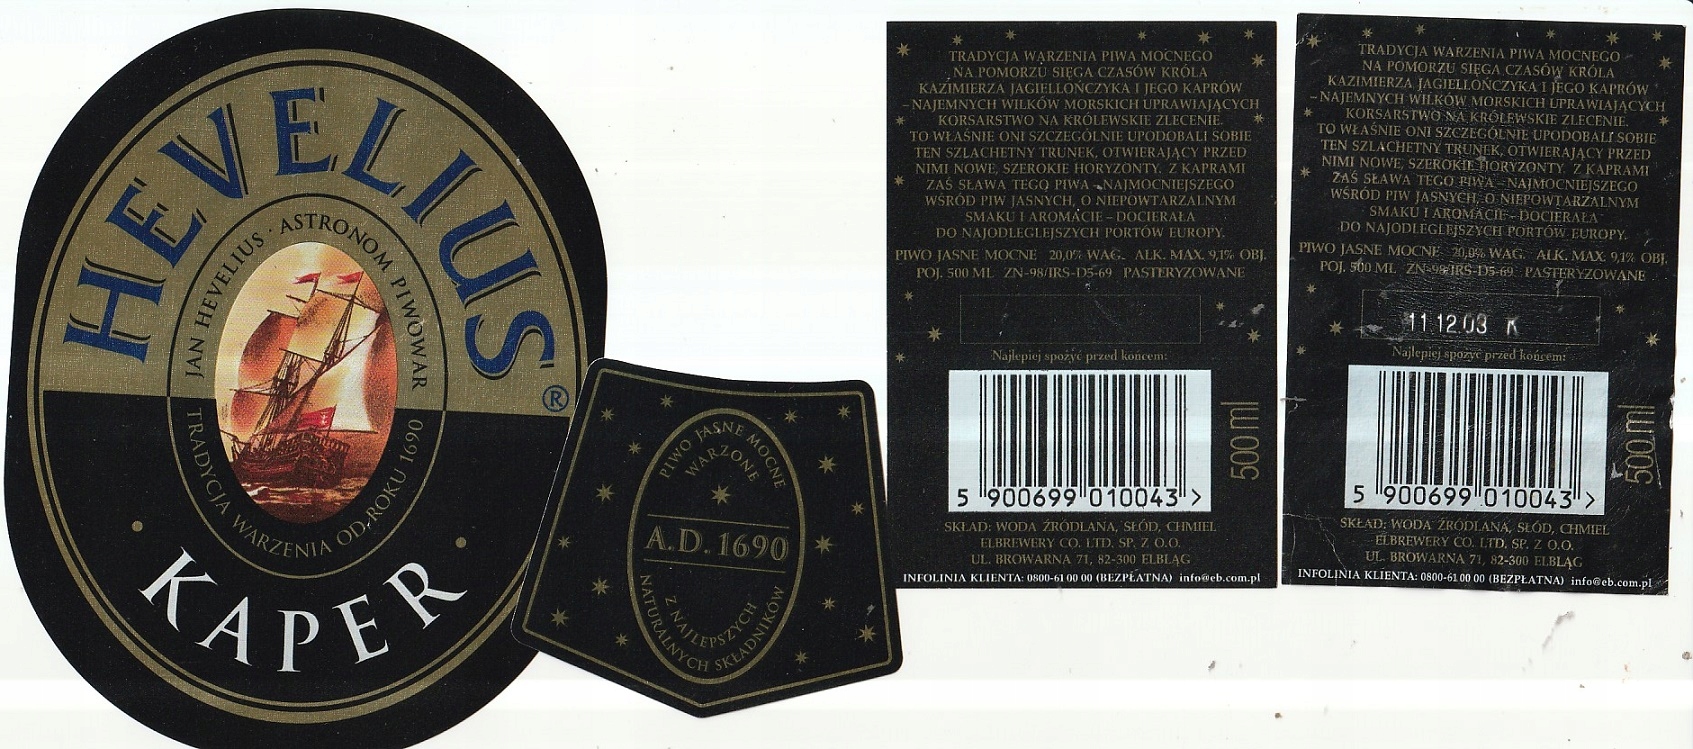 HEVELIUS
®
JAN HEVELIUS · ASTRONOM PIWOWAR
TRADYCJA WARZENIA OD ROKU 1690
KAPER
PIWO JASNE MOCNE
WARZONE
A.D. 1690
Z NAJLEPSZYCH
NATURALNYCH SKŁADNIKÓW
TRADYCJA WARZENIA PIWA MOCNEGO
NA POMORZU SIĘGA CZASÓW KRÓLA
KAZIMIERZA JAGIELLOŃCZYKA I JEGO KAPRÓW
– NAJEMNYCH WILKÓW MORSKICH UPRAWIAJĄCYCH
KORSARSTWO NA KRÓLEWSKIE ZLECENIE.
TO WŁAŚNIE ONI SZCZEGÓLNIE UPODOBALI SOBIE
TEN SZLACHETNY TRUNEK, OTWIERAJĄCY PRZED
NIMI NOWE, SZEROKIE HORYZONTY. Z KAPRAMI
ZAŚ SŁAWA TEGO PIWA – NAJMOCNIEJSZEGO
WŚRÓD PIW JASNYCH, O NIEPOWTARZALNYM
SMAKU I AROMACIE – DOCIERAŁA
DO NAJODLEGLEJSZYCH PORTÓW EUROPY.
PIWO JASNE MOCNE 20,0% WAG. ALK. MAX. 9,1% OBJ.
POJ. 500 ML ZN-98/IRS-D5-69 PASTERYZOWANE
Najlepiej spożyć przed końcem:
5 900699 010043 >
500 ml
SKŁAD: WODA ŹRÓDLANA, SŁÓD, CHMIEL
ELBREWERY CO. LTD. SP. Z O.O.
UL. BROWARNA 71, 82-300 ELBLĄG
INFOLINIA KLIENTA: 0800-61 00 00 (BEZPŁATNA) info@eb.com.pl
TRADYCJA WARZENIA PIWA MOCNEGO
NA POMORZU SIĘGA CZASÓW KRÓLA
KAZIMIERZA JAGIELLOŃCZYKA I JEGO KAPRÓW
– NAJEMNYCH WILKÓW MORSKICH UPRAWIAJĄCYCH
KORSARSTWO NA KRÓLEWSKIE ZLECENIE.
TO WŁAŚNIE ONI SZCZEGÓLNIE UPODOBALI SOBIE
TEN SZLACHETNY TRUNEK, OTWIERAJĄCY PRZED
NIMI NOWE, SZEROKIE HORYZONTY. Z KAPRAMI
ZAŚ SŁAWA TEGO PIWA – NAJMOCNIEJSZEGO
WŚRÓD PIW JASNYCH, O NIEPOWTARZALNYM
SMAKU I AROMACIE – DOCIERAŁA
DO NAJODLEGLEJSZYCH PORTÓW EUROPY.
PIWO JASNE MOCNE 20,0% WAG. ALK. MAX. 9,1% OBJ.
POJ. 500 ML ZN-98/IRS-D5-69 PASTERYZOWANE
11.12.03 K
Najlepiej spożyć przed końcem:
5 900699 010043 >
500 ml
SKŁAD: WODA ŹRÓDLANA, SŁÓD, CHMIEL
ELBREWERY CO. LTD. SP. Z O.O.
UL. BROWARNA 71, 82-300 ELBLĄG
INFOLINIA KLIENTA: 0800-61 00 00 (BEZPŁATNA) info@eb.com.pl